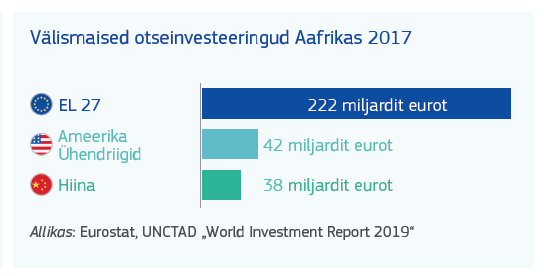 Välismaised otseinvesteeringud Aafrikas 2017
EL 27
222 miljardit eurot
Ameerika
Ühendriigid
42 miljardit eurot
Hiina
38 miljardit eurot
Allikas: Eurostat, UNCTAD „World Investment Report 2019“